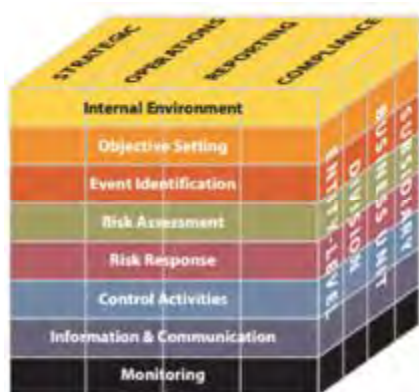 STRATEGIC
OPERATIONS
REPORTING
COMPLIANCE
Internal Environment
Objective Setting
Event Identification
Risk Assessment
Risk Response
Control Activities
Information & Communication
Monitoring
ENTITY-LEVEL
DIVISION
BUSINESS UNIT
SUBSIDIARY